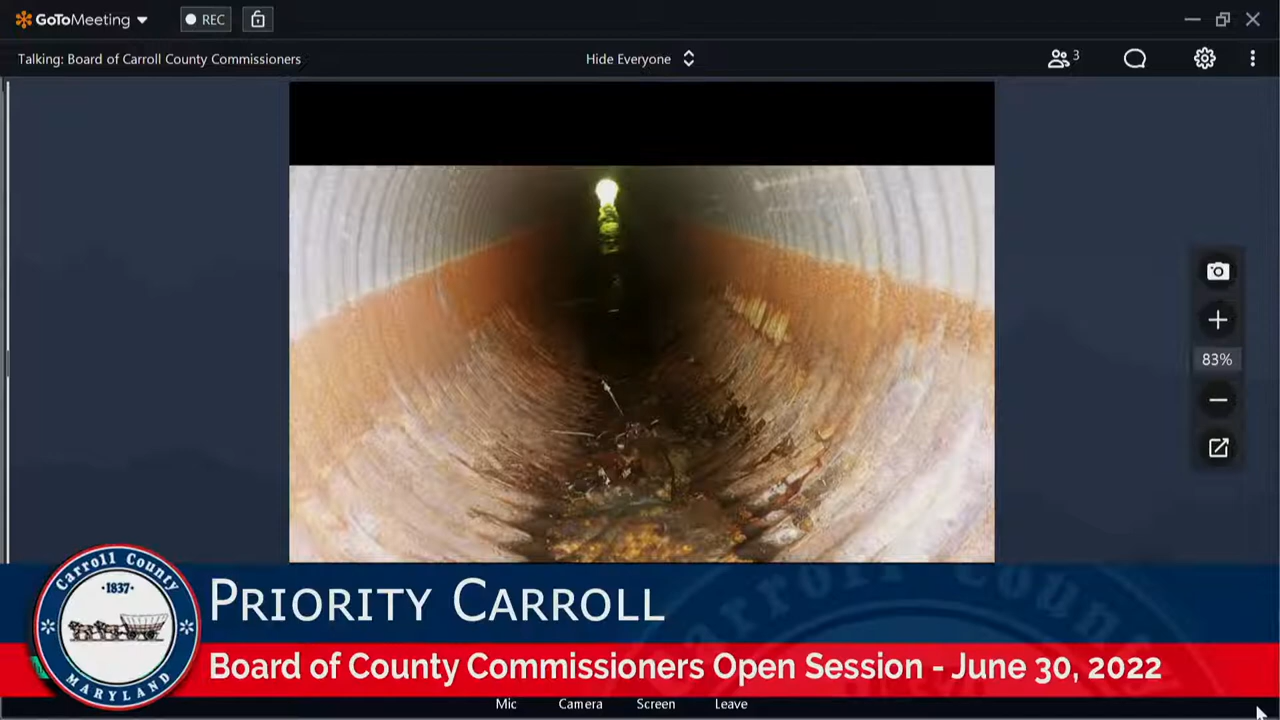 GoToMeeting
REC
Talking: Board of Carroll County Commissioners
Hide Everyone
3
83%
Carroll County
·1837·
MARYLAND
PRIORITY CARROLL
Board of County Commissioners Open Session - June 30, 2022
Mic
Camera
Screen
Leave